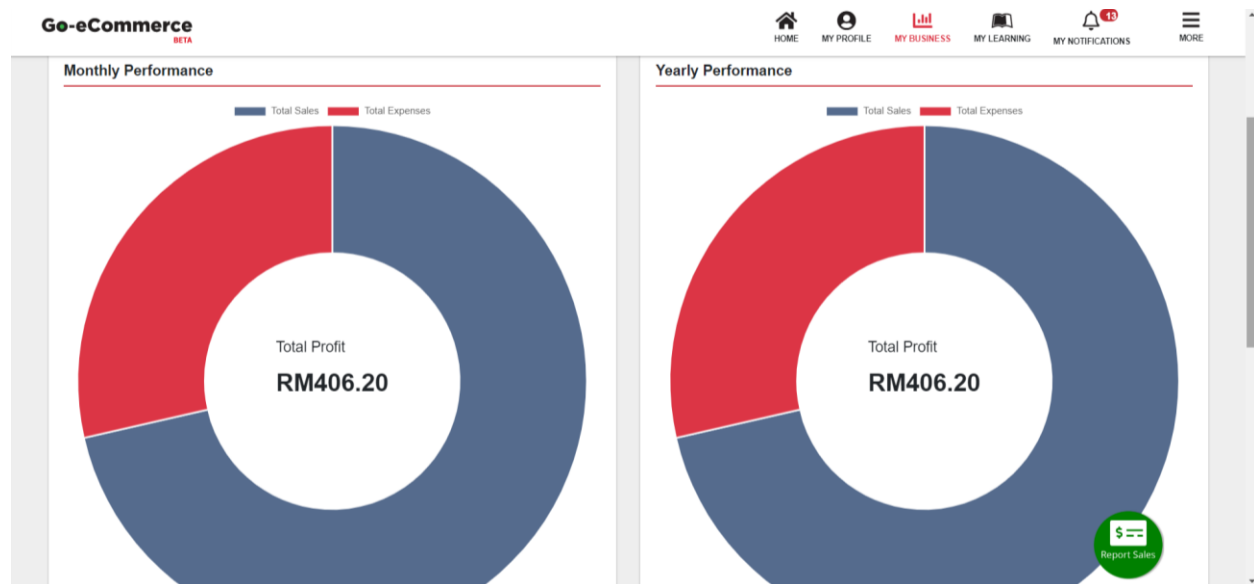 Go-eCommerce
BETA
HOME
MY PROFILE
MY BUSINESS
MY LEARNING
13
MY NOTIFICATIONS
MORE
Monthly Performance
Total Sales Total Expenses
Total Profit
RM406.20
Yearly Performance
Total Sales Total Expenses
Total Profit
RM406.20
$
Report Sales